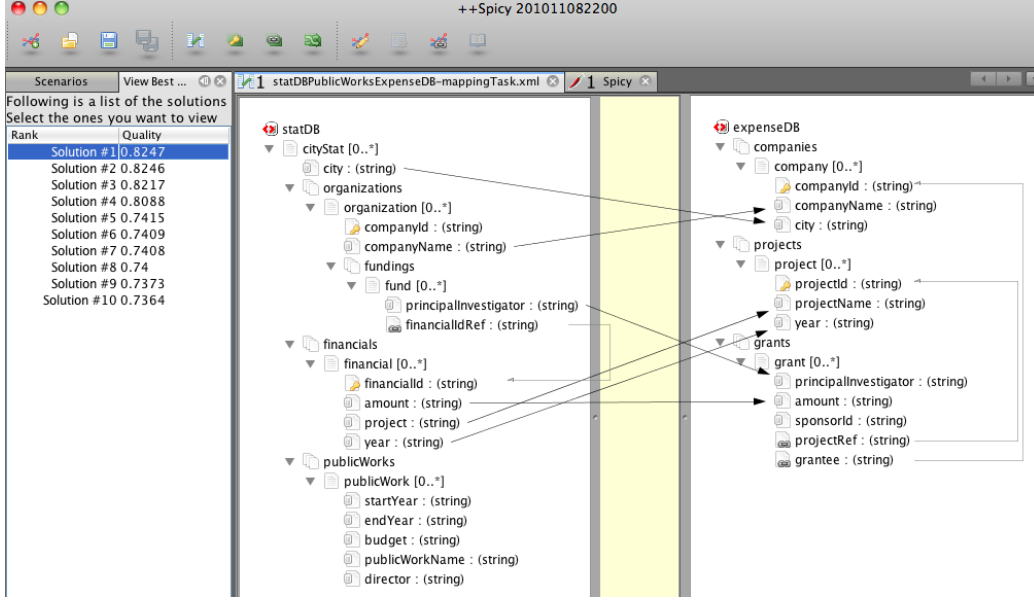 ++Spicy 201011082200
Scenarios
View Best ...
1 statDBPublicWorksExpenseDB-mappingTask.xml
1 Spicy
Following is a list of the solutions
Select the ones you want to view
Rank Quality
Solution #1 0.8247
Solution #2 0.8246
Solution #3 0.8217
Solution #4 0.8088
Solution #5 0.7415
Solution #6 0.7409
Solution #7 0.7408
Solution #8 0.74
Solution #9 0.7373
Solution #10 0.7364
statDB
cityStat [0..*]
city : (string)
organizations
organization [0..*]
companyId : (string)
companyName : (string)
fundings
fund [0..*]
principalInvestigator : (string)
financialIdRef : (string)
financials
financial [0..*]
financialId : (string)
amount : (string)
project : (string)
year : (string)
publicWorks
publicWork [0..*]
startYear : (string)
endYear : (string)
budget : (string)
publicWorkName : (string)
director : (string)
expenseDB
companies
company [0..*]
companyId : (string)
companyName : (string)
city : (string)
projects
project [0..*]
projectId : (string)
projectName : (string)
year : (string)
grants
grant [0..*]
principalInvestigator : (string)
amount : (string)
sponsorId : (string)
projectRef : (string)
grantee : (string)